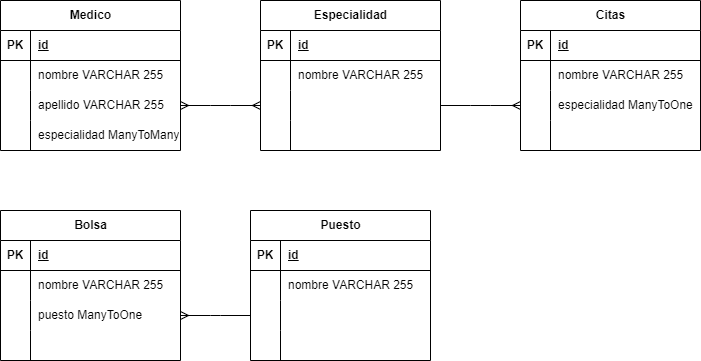 Medico
PK id
nombre VARCHAR 255
apellido VARCHAR 255
especialidad ManyToMany
Especialidad
PK id
nombre VARCHAR 255
Citas
PK id
nombre VARCHAR 255
especialidad ManyToOne
Bolsa
PK id
nombre VARCHAR 255
puesto ManyToOne
Puesto
PK id
nombre VARCHAR 255